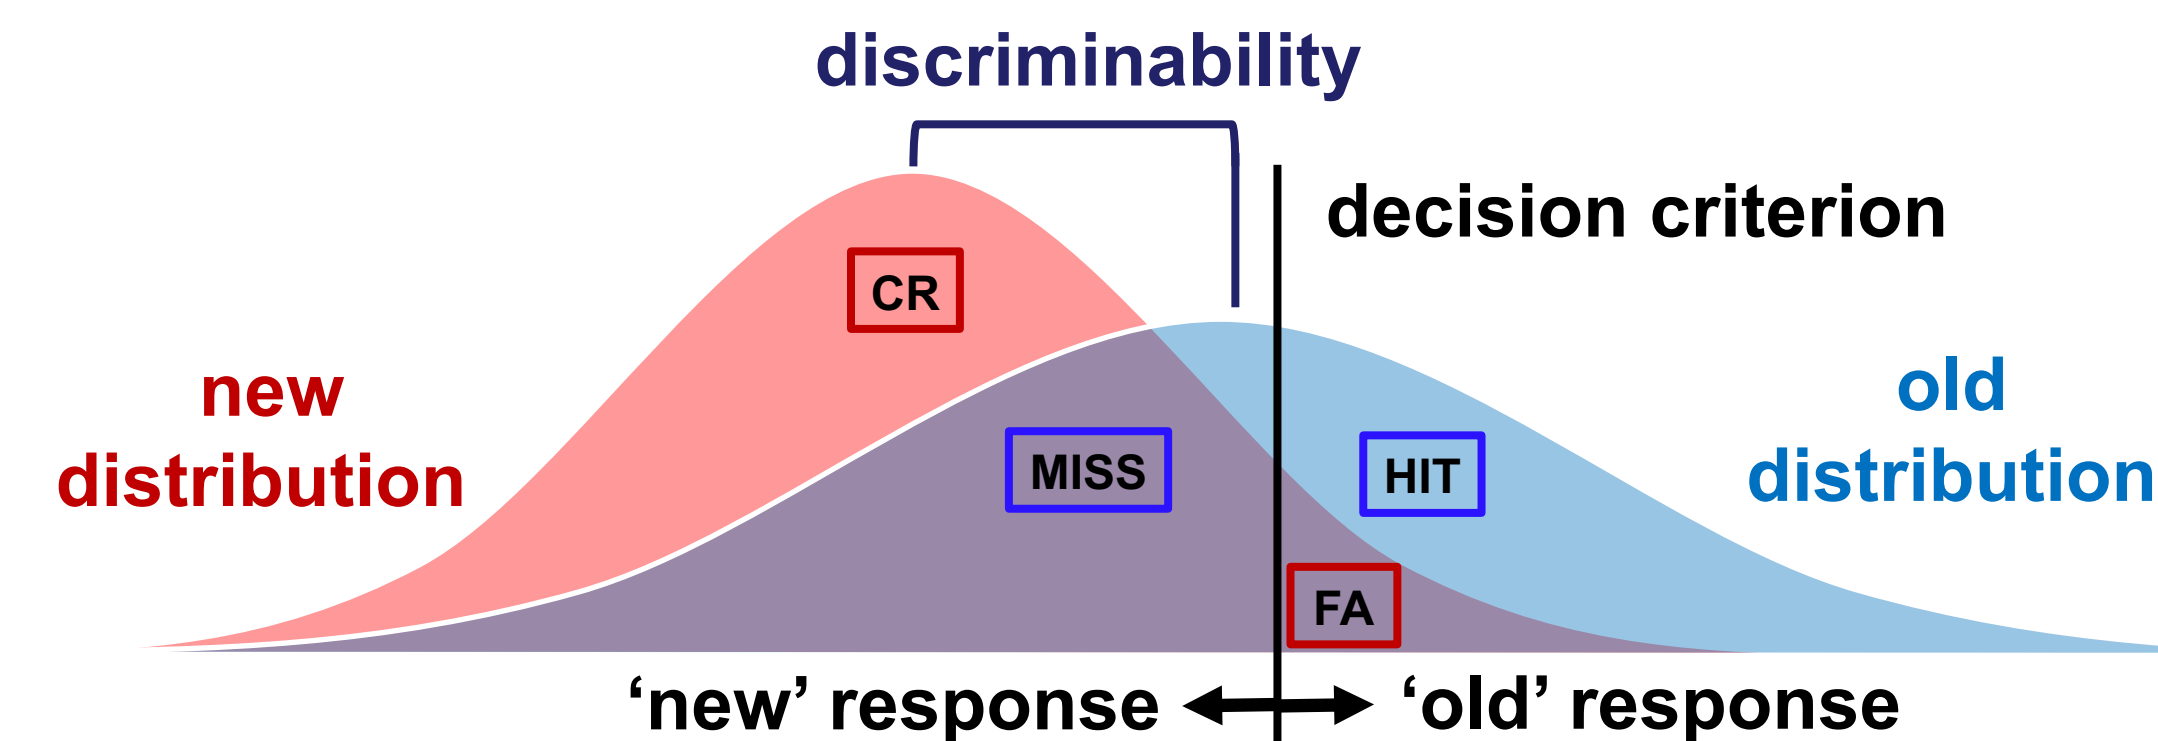 discriminability
decision criterion
CR
new
distribution
old
distribution
MISS
HIT
FA
‘new’ response
‘old’ response